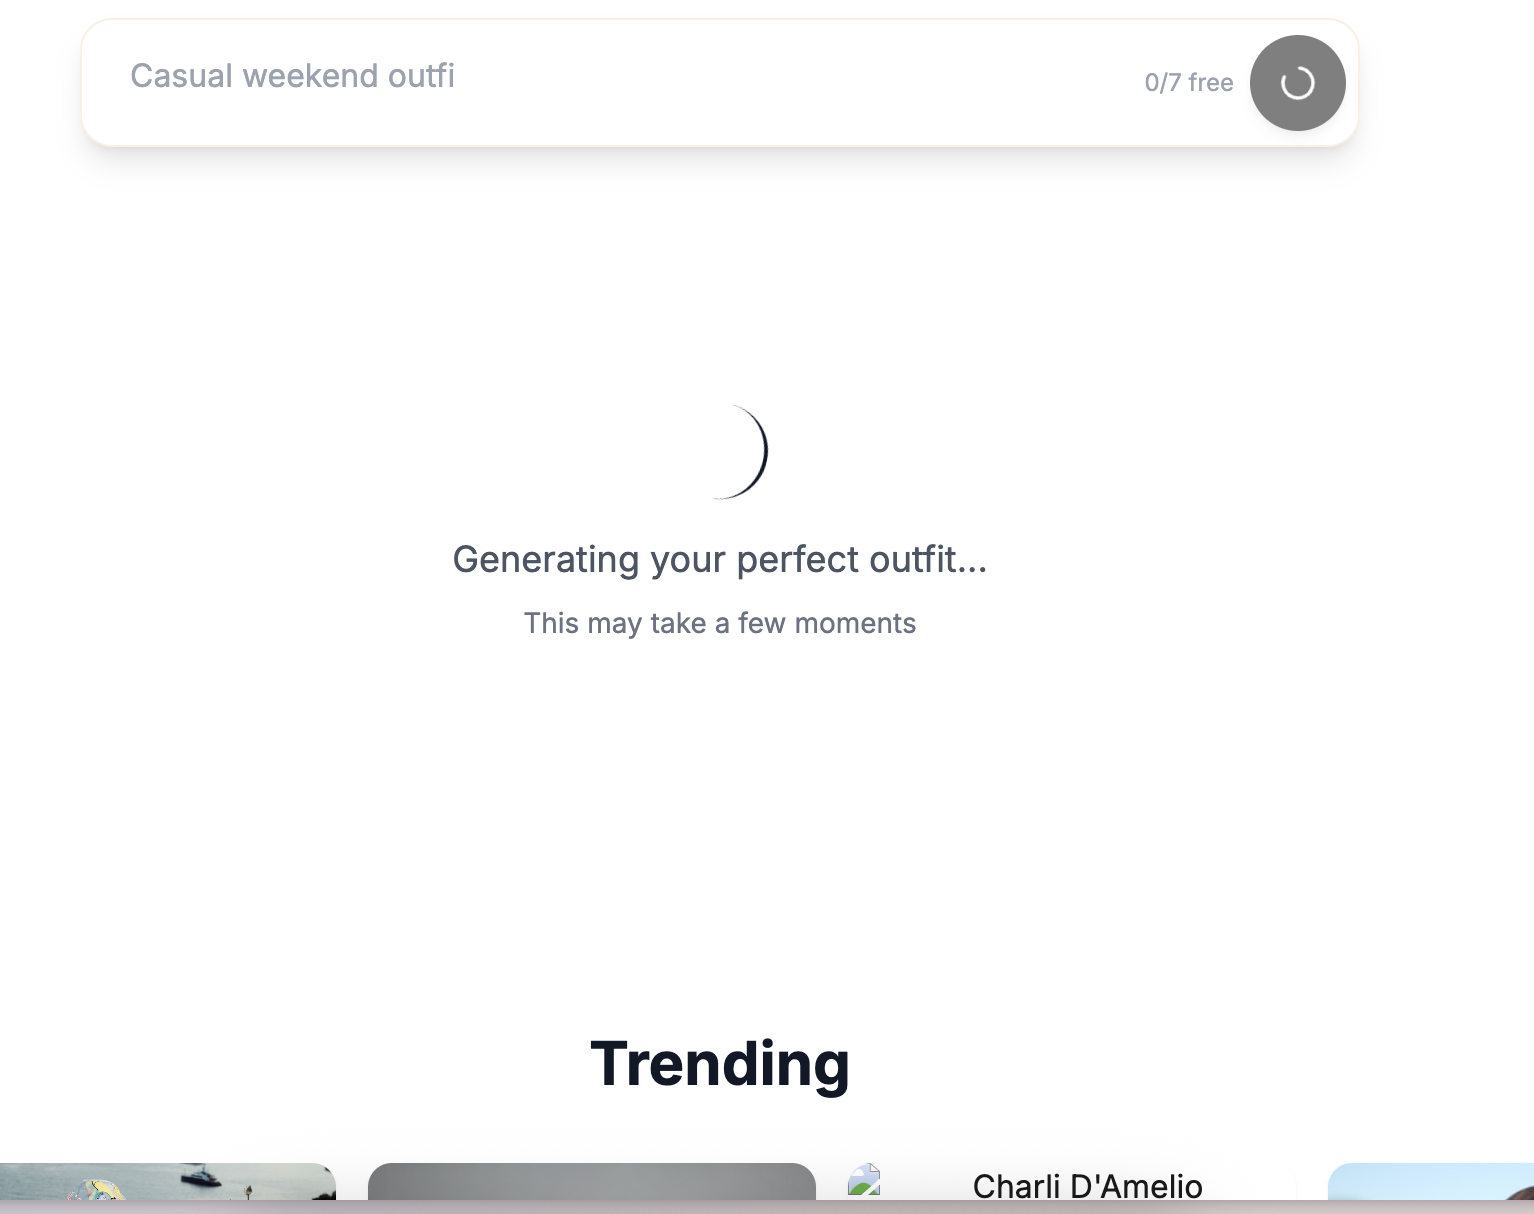 Casual weekend outfi
0/7 free
Generating your perfect outfit...
This may take a few moments
Trending
Charli D'Amelio